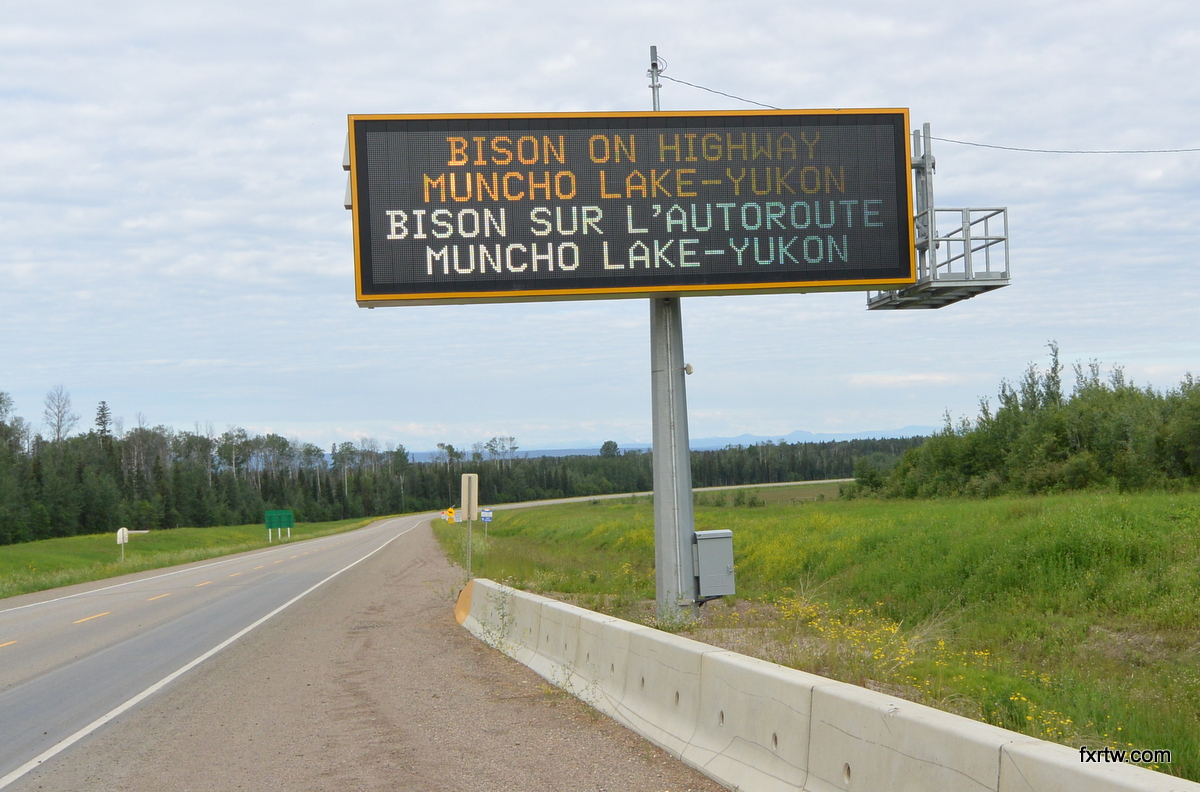 BISON ON HIGHWAY
MUNCHO LAKE-YUKON
BISON SUR L'AUTOROUTE
MUNCHO LAKE-YUKON
fxrtw.com